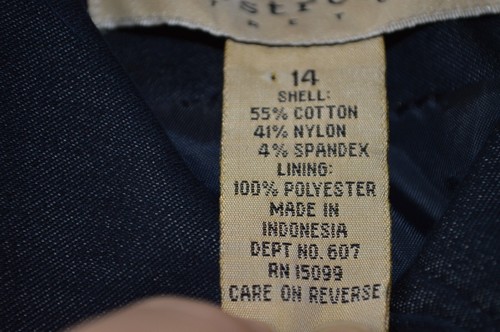 14
SHELL:
55% COTTON
41% NYLON
4% SPANDEX
LINING:
100% POLYESTER
MADE IN
INDONESIA
DEPT NO. 607
RN 15099
CARE ON REVERSE